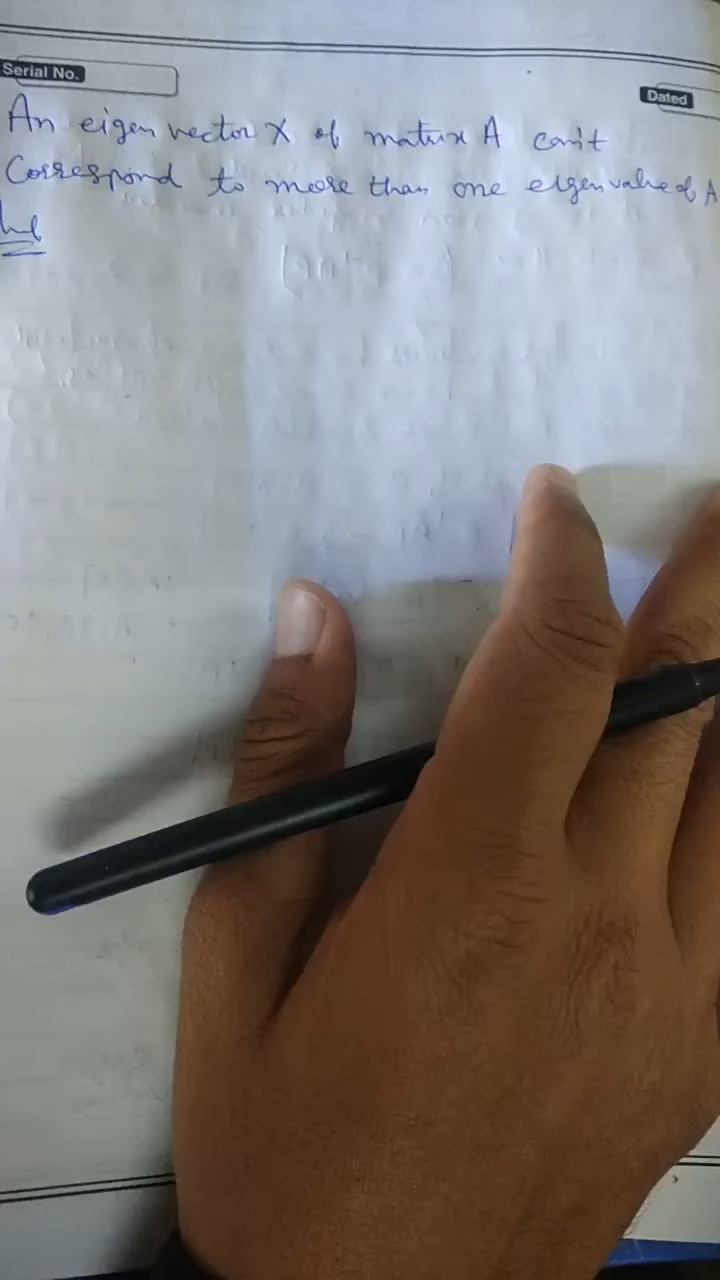 Serial No.
Dated
An eigen vector X of matrix A can't
Correspond to more than one eigen value of A